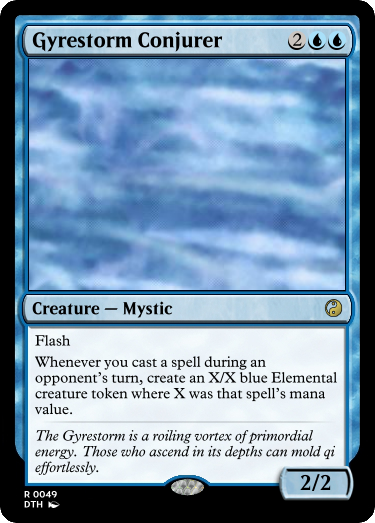 Gyrestorm Conjurer 2
Creature — Mystic
Flash
Whenever you cast a spell during an
opponent's turn, create an X/X blue Elemental
creature token where X was that spell's mana
value.
The Gyrestorm is a roiling vortex of primordial
energy. Those who ascend in its depths can mold qi
effortlessly.
2/2
R 0049
DTH